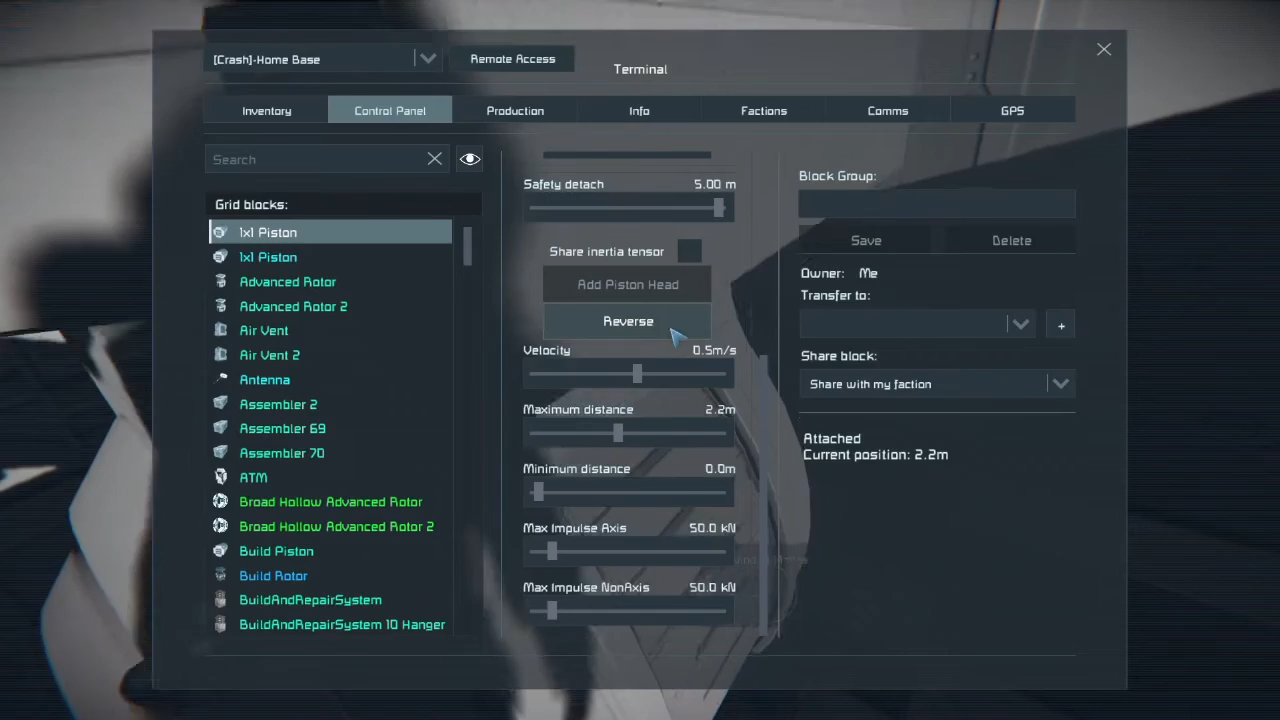 [Crash]-Home Base
Remote Access
Terminal
Inventory
Control Panel
Production
Info
Factions
Comms
GPS
Search
Grid blocks:
1x1 Piston
1x1 Piston
Advanced Rotor
Advanced Rotor 2
Air Vent
Air Vent 2
Antenna
Assembler 2
Assembler 69
Assembler 70
ATM
Broad Hollow Advanced Rotor
Broad Hollow Advanced Rotor 2
Build Piston
Build Rotor
BuildAndRepairSystem
BuildAndRepairSystem 10 Hanger
Safety detach 5.00 m
Share inertia tensor
Add Piston Head
Reverse
Velocity 0.5m/s
Maximum distance 2.2m
Minimum distance 0.0m
Max Impulse Axis 50.0 kN
Max Impulse NonAxis 50.0 kN
Block Group:
Save
Delete
Owner: Me
Transfer to:
+
Share block:
Share with my faction
Attached
Current position: 2.2m